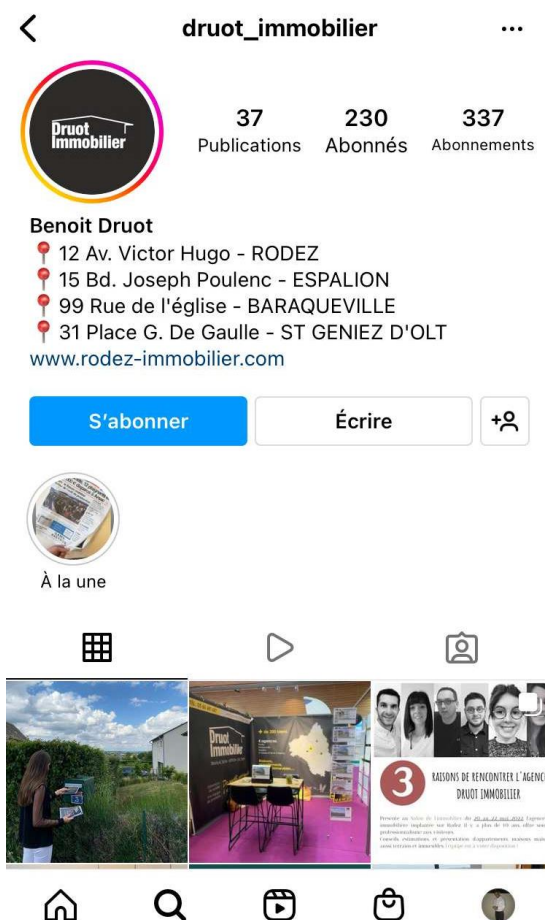 druot_immobilier
Druot
Immobilier
37
230
337
Publications
Abonnés
Abonnements
Benoit Druot
12 Av. Victor Hugo - RODEZ
15 Bd. Joseph Poulenc - ESPALION
99 Rue de l'église - BARAQUEVILLE
31 Place G. De Gaulle - ST GENIEZ D'OLT
www.rodez-immobilier.com
S'abonner
Écrire
À la une
Druot
Immobilier
3
RAISONS DE RENCONTRER L'AGENCE
DRUOT IMMOBILIER